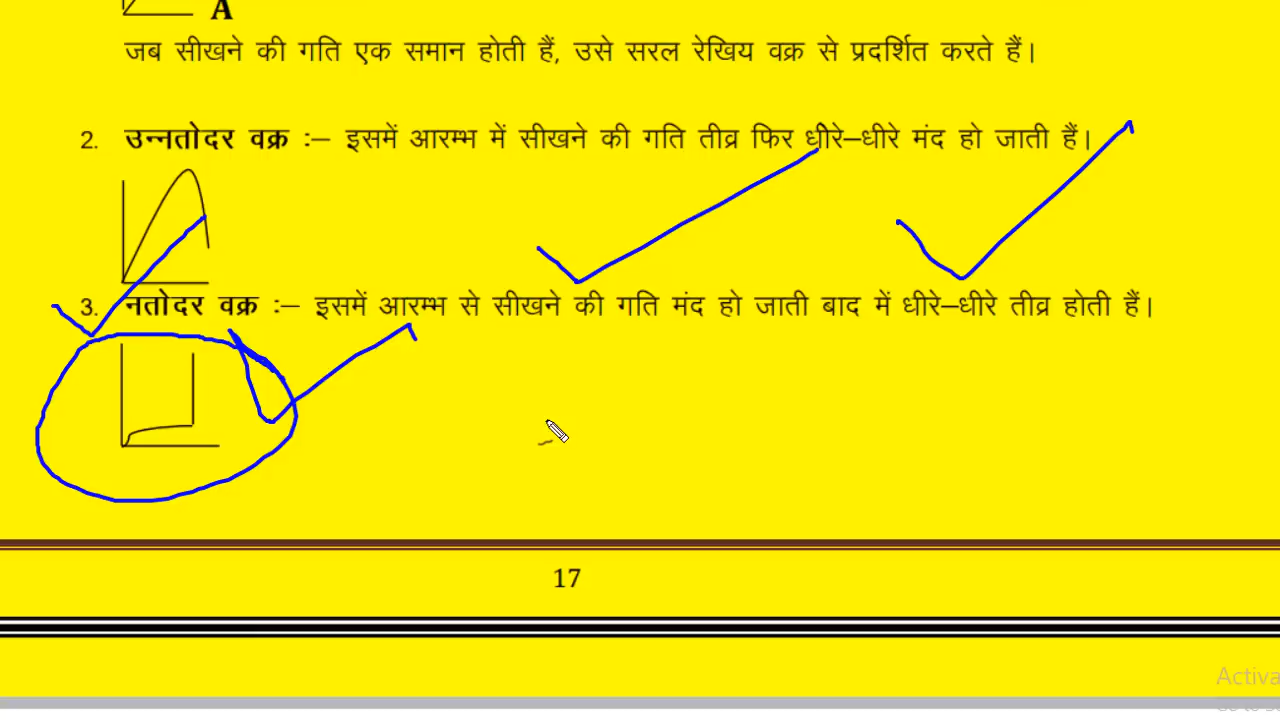 A
जब सीखने की गति एक समान होती हैं, उसे सरल रेखिय वक्र से प्रदर्शित करते हैं।
2. उन्नतोदर वक्र :– इसमें आरम्भ में सीखने की गति तीव्र फिर धीरे–धीरे मंद हो जाती हैं।
3. नतोदर वक्र :– इसमें आरम्भ से सीखने की गति मंद हो जाती बाद में धीरे–धीरे तीव्र होती हैं।
17
Activa